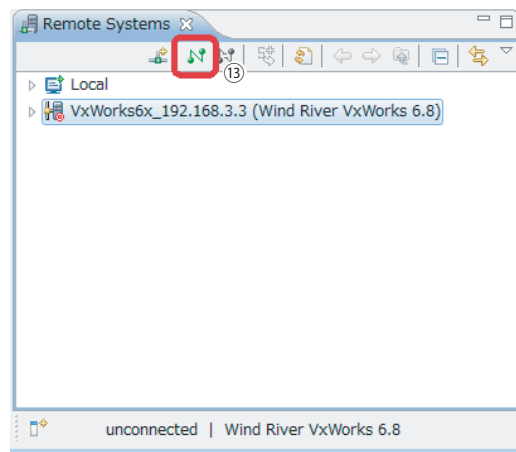 Remote Systems
⑬
Local
VxWorks6x_192.168.3.3 (Wind River VxWorks 6.8)
unconnected | Wind River VxWorks 6.8